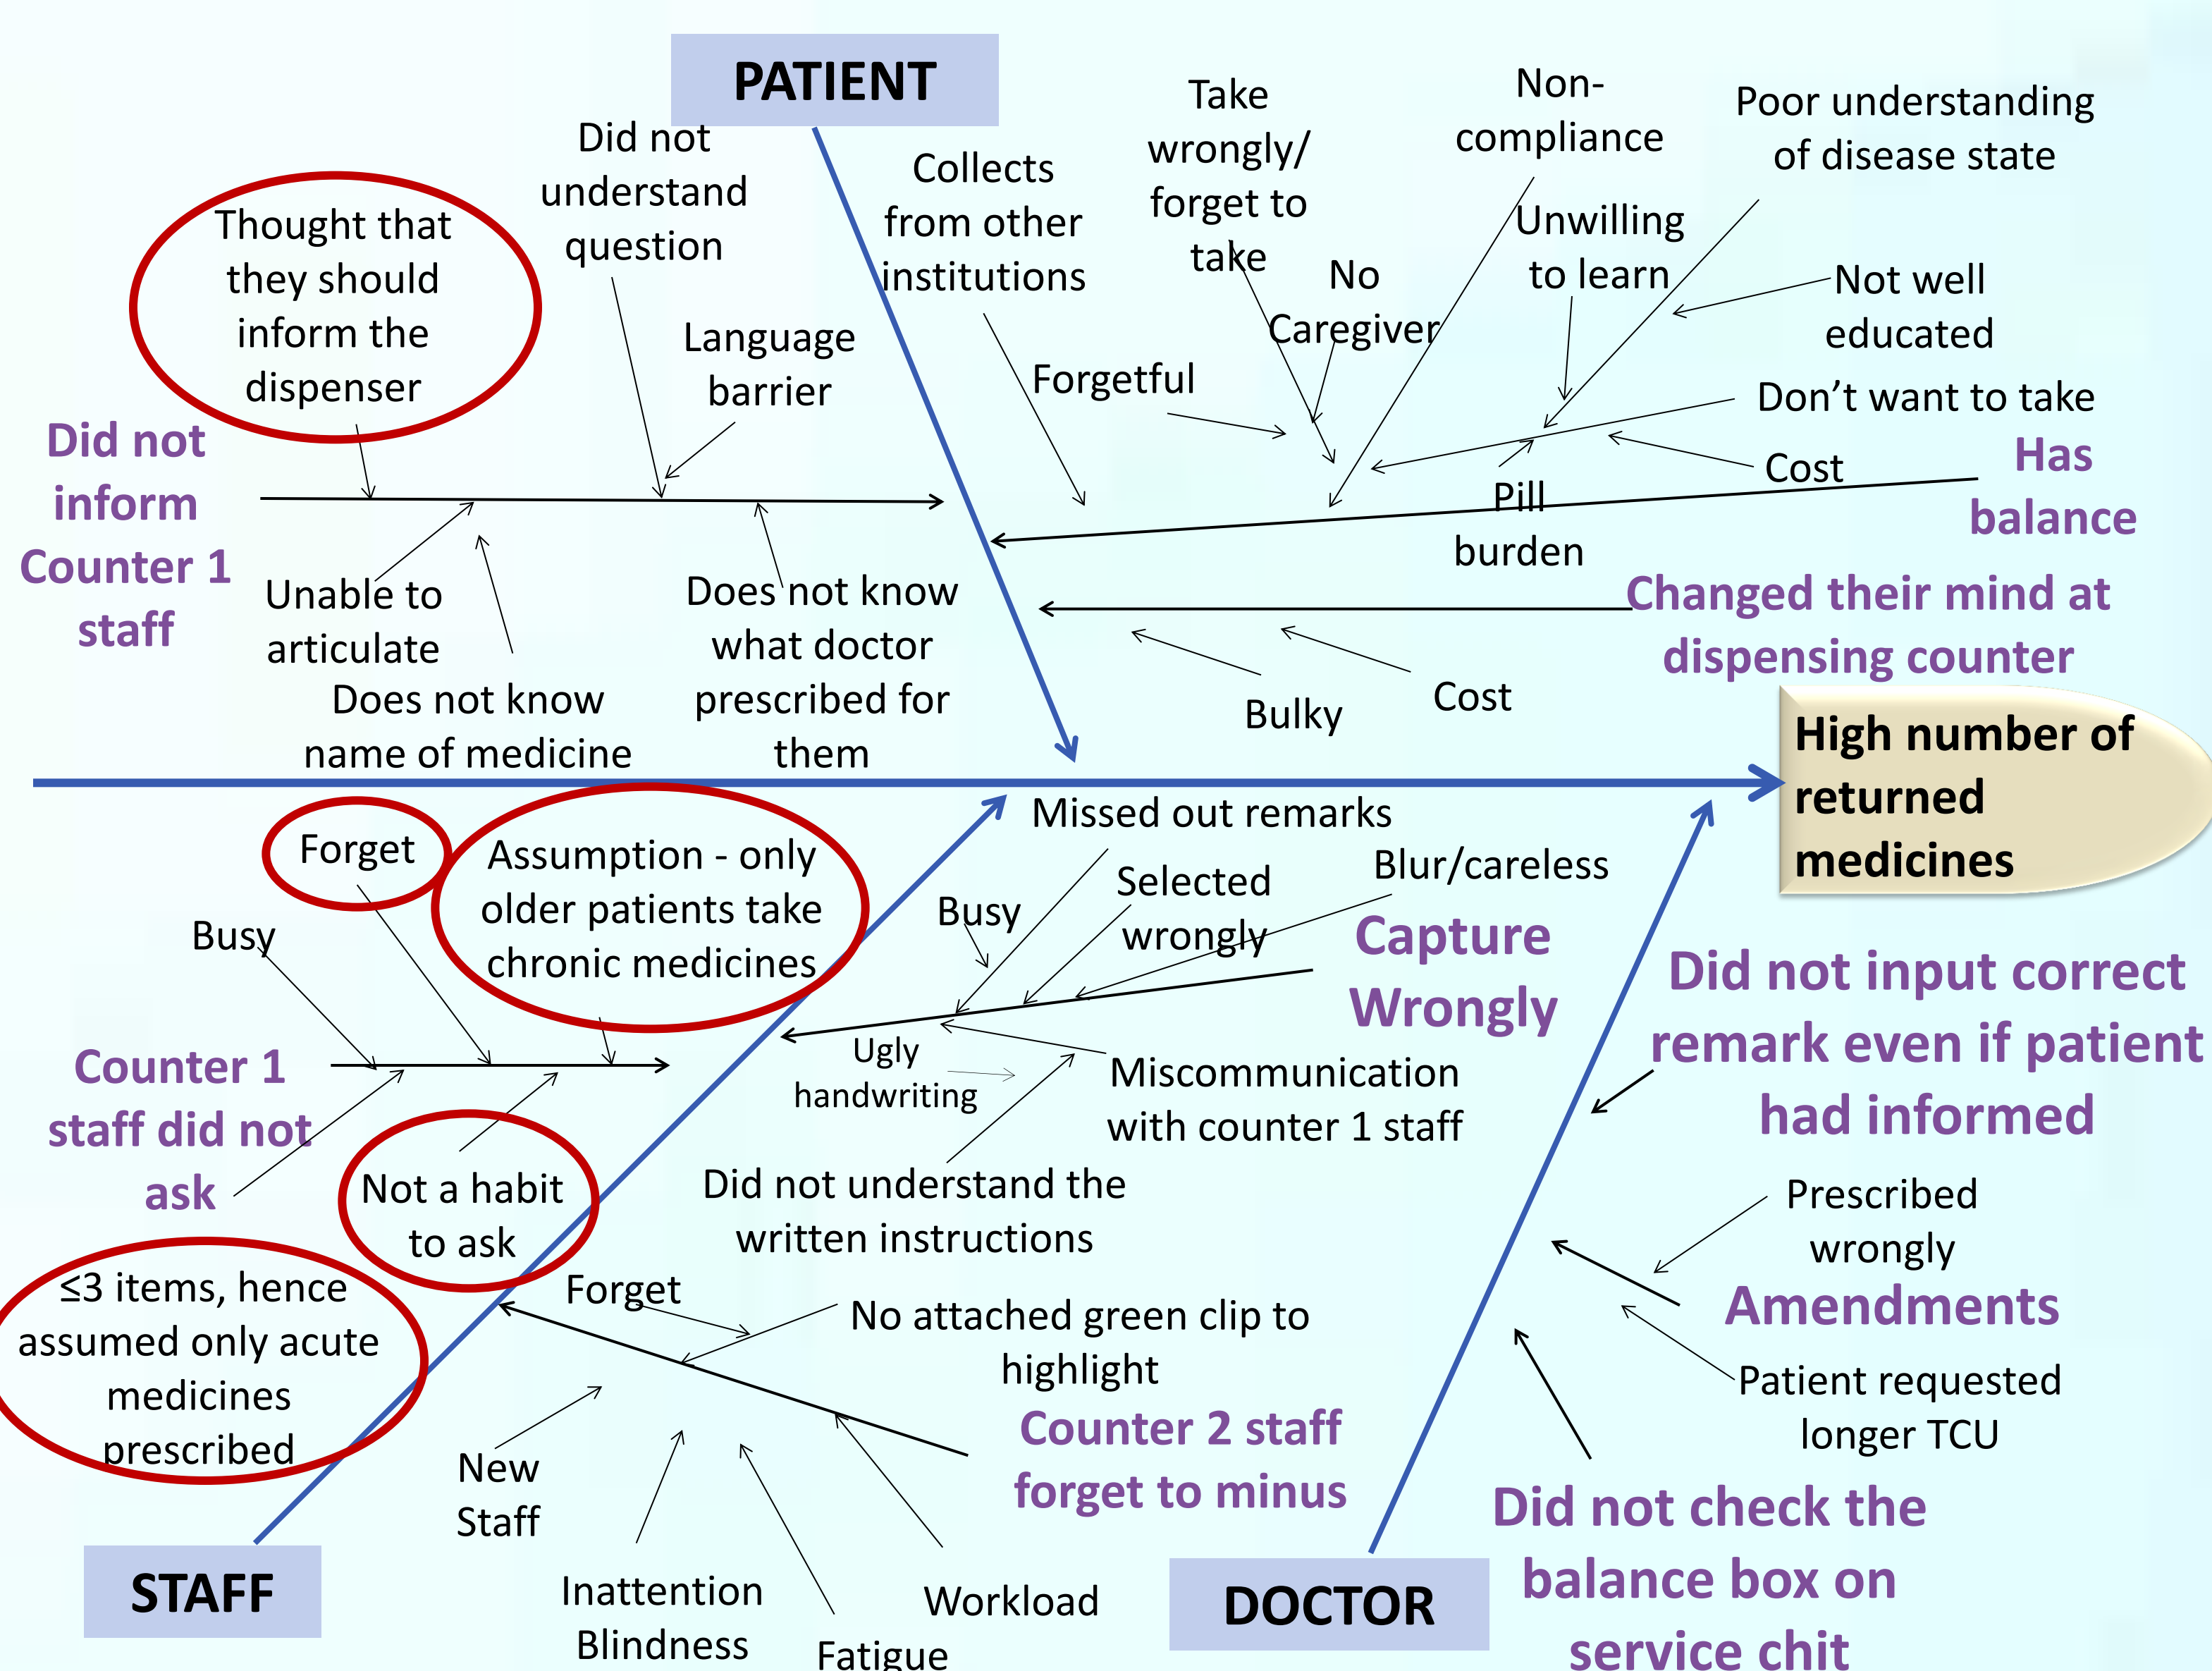 PATIENT
Thought that
they should
inform the
dispenser
Did not
understand
question
Language
barrier
Did not
inform
Counter 1
staff
Unable to
articulate
Does not know
name of medicine
Does not know
what doctor
prescribed for
them
Collects
from other
institutions
Take
wrongly/
forget to
take
No
Caregiver
Forgetful
Non-
compliance
Unwilling
to learn
Poor understanding
of disease state
Not well
educated
Don’t want to take
Cost
Pill
burden
Has
balance
Changed their mind at
dispensing counter
Bulky
Cost
High number of
returned
medicines
Forget
Assumption - only
older patients take
chronic medicines
Busy
Counter 1
staff did not
ask
Not a habit
to ask
≤3 items, hence
assumed only acute
medicines
prescribed
Missed out remarks
Busy
Selected
wrongly
Blur/careless
Capture
Wrongly
Ugly
handwriting
Miscommunication
with counter 1 staff
Did not understand the
written instructions
Forget
No attached green clip to
highlight
Counter 2 staff
forget to minus
New
Staff
Inattention
Blindness
Fatigue
Workload
STAFF
Did not input correct
remark even if patient
had informed
Prescribed
wrongly
Amendments
Patient requested
longer TCU
Did not check the
balance box on
service chit
DOCTOR